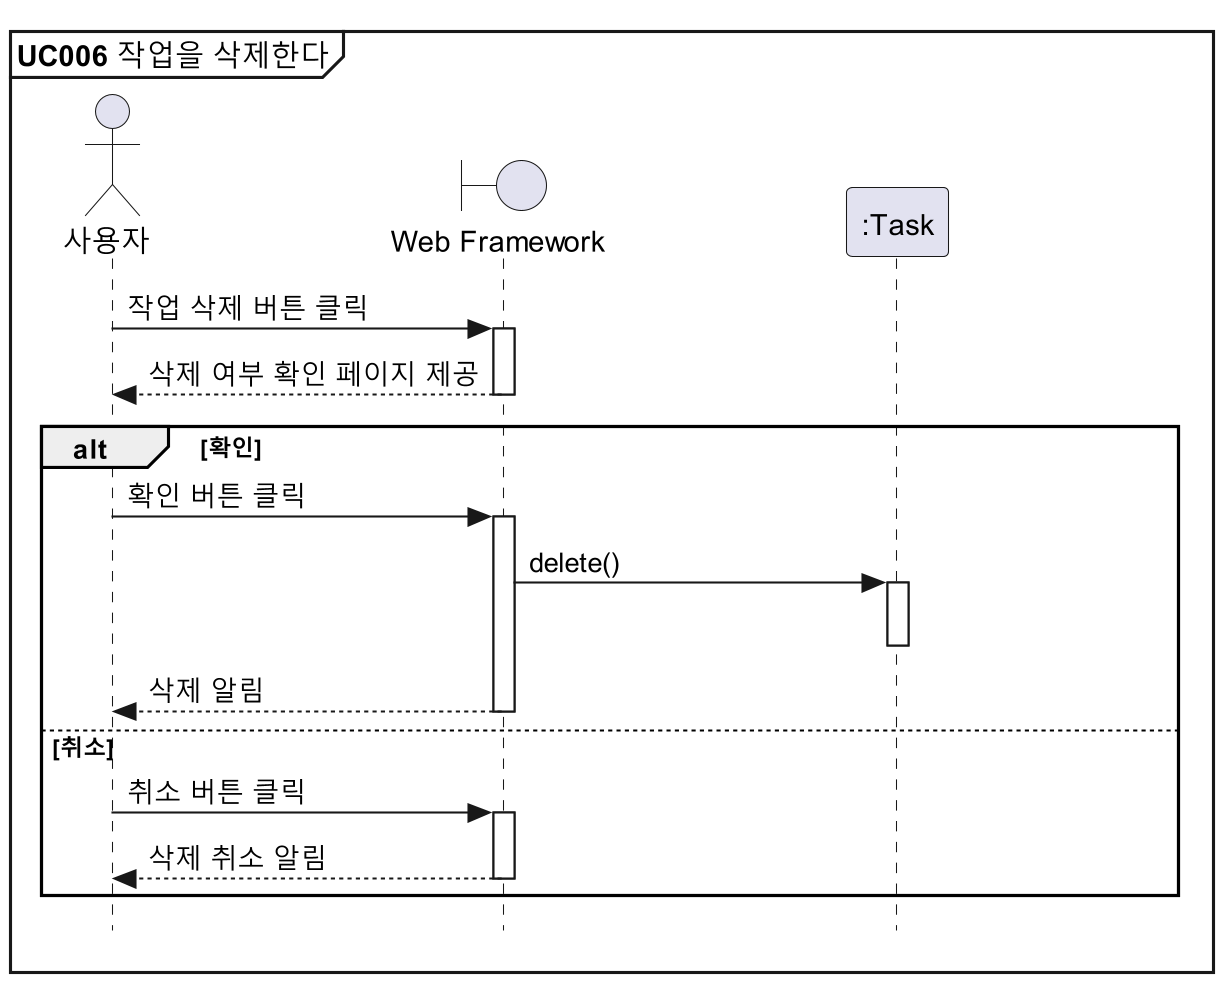 UC006 작업을 삭제한다
사용자
Web Framework
:Task
작업 삭제 버튼 클릭
삭제 여부 확인 페이지 제공
alt [확인]
확인 버튼 클릭
delete()
삭제 알림
[취소]
취소 버튼 클릭
삭제 취소 알림